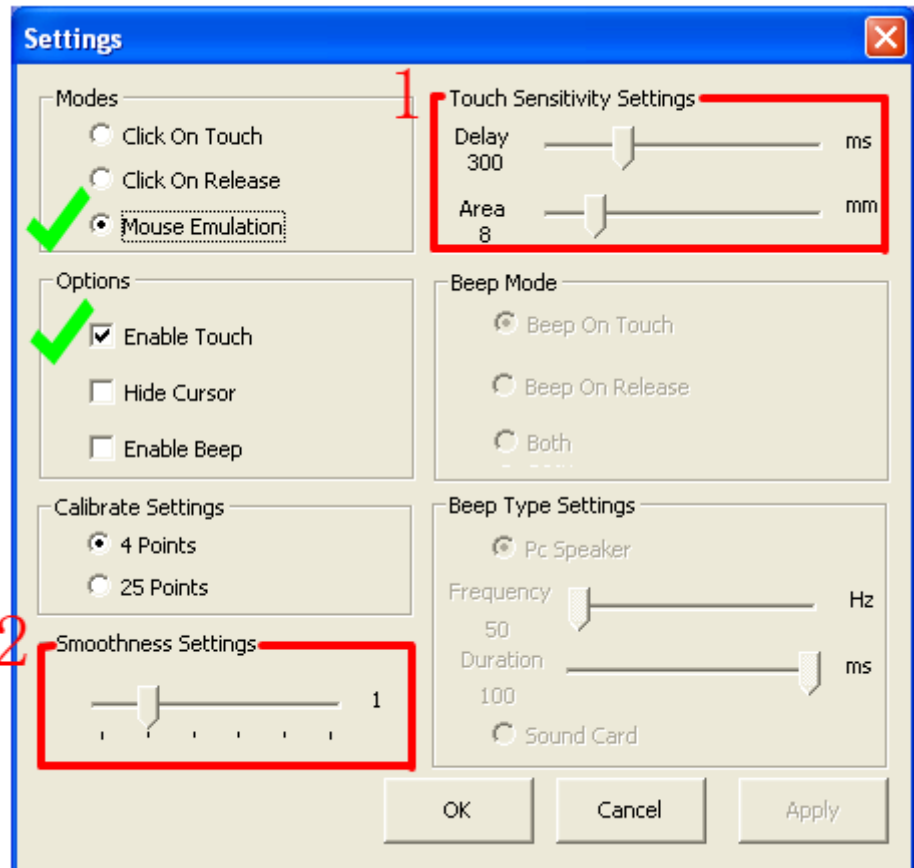 Settings
Modes
Click On Touch
Click On Release
Mouse Emulation
1
Touch Sensitivity Settings
Delay
300
ms
Area
8
mm
Options
Enable Touch
Hide Cursor
Enable Beep
Beep Mode
Beep On Touch
Beep On Release
Both
Calibrate Settings
4 Points
25 Points
Beep Type Settings
Pc Speaker
Frequency
50
Hz
Duration
100
ms
Sound Card
2
Smoothness Settings
1
OK
Cancel
Apply